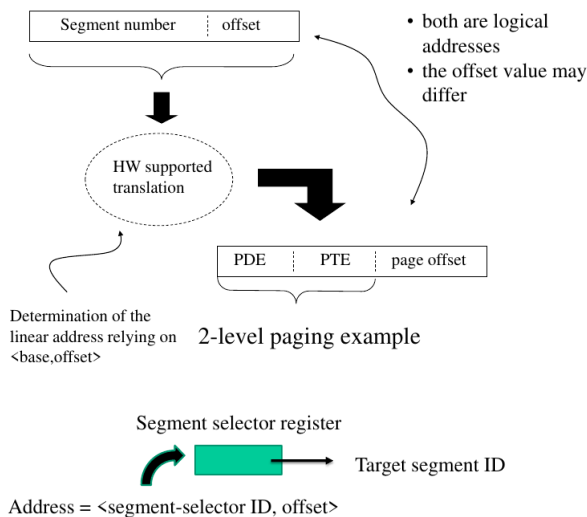 Segment number
offset
• both are logical
addresses
• the offset value may
differ
HW supported
translation
PDE
PTE
page offset
Determination of the
linear address relying on
<base,offset>
2-level paging example
Segment selector register
Target segment ID
Address = <segment-selector ID, offset>